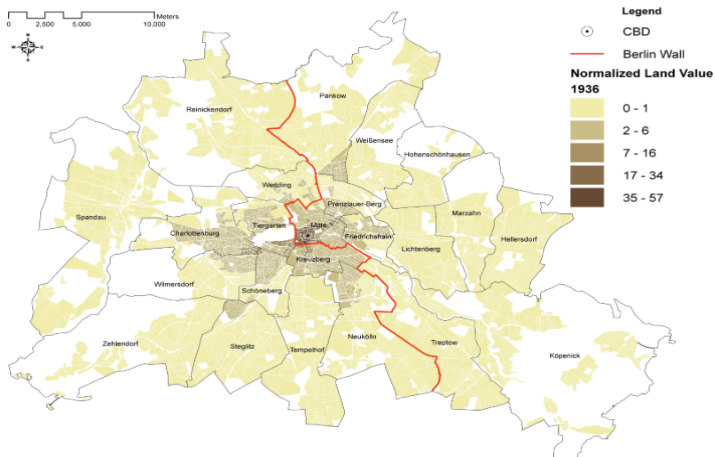 Meters
0 2,500 5,000 10,000
N
W E
S
Legend
CBD
Berlin Wall
Normalized Land Value
1936
0 - 1
2 - 6
7 - 16
17 - 34
35 - 57
Reinickendorf
Pankow
Weißensee
Hohenschönhausen
Wedding
Prenzlauer-Berg
Spandau
Marzahn
Tiergarten
Mitte
Charlottenburg
Friedrichshain
Hellersdorf
Lichtenberg
Kreuzberg
Wilmersdorf
Schöneberg
Zehlendorf
Steglitz
Tempelhof
Neukölln
Treptow
Köpenick